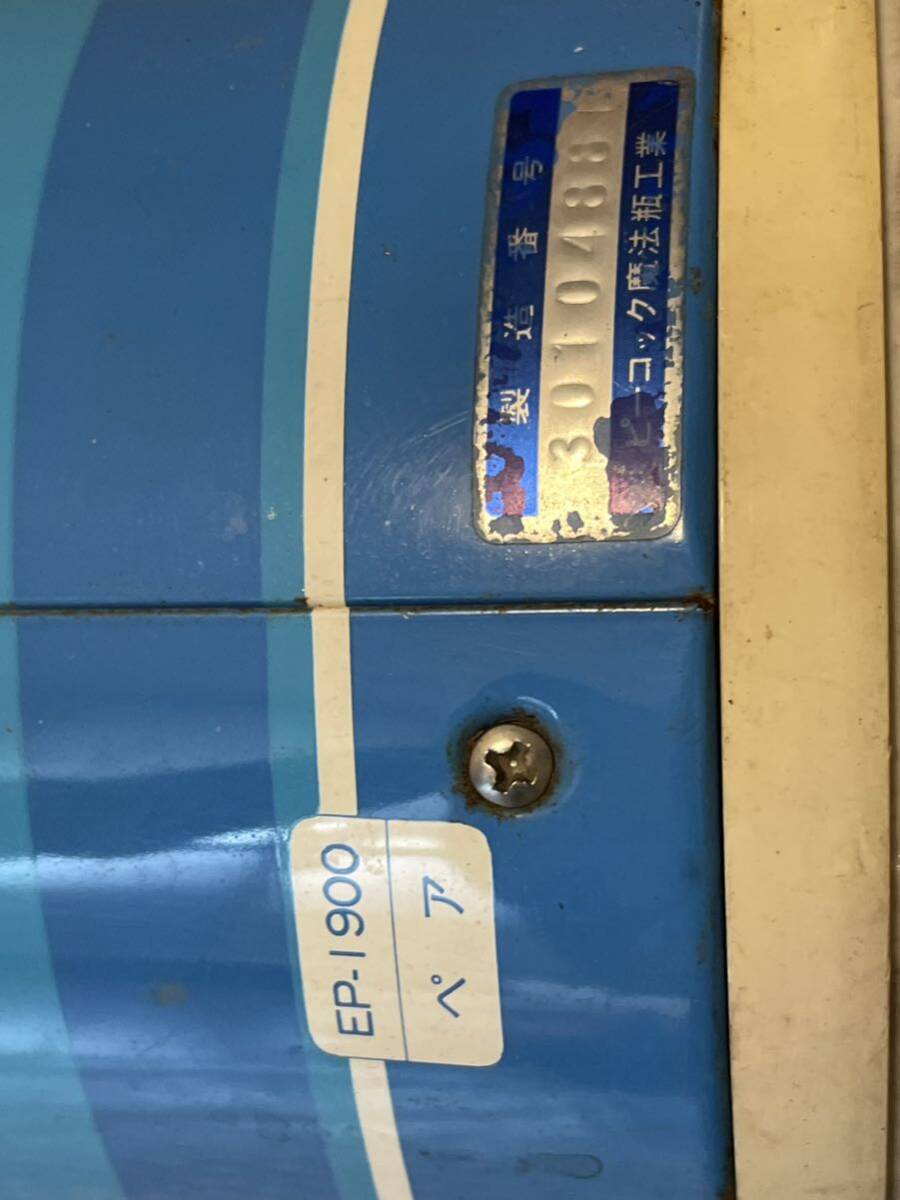 製造番号
3010488
ピーコック魔法瓶工業
EP-1900
ペア